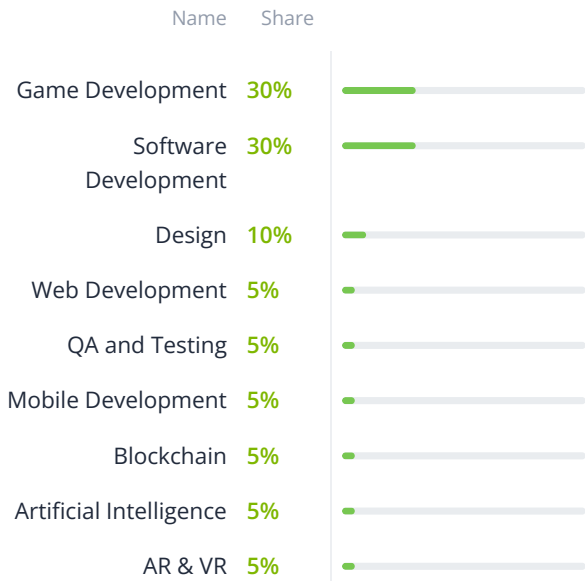 Name Share
Game Development 30%
Software 30%
Development
Design 10%
Web Development 5%
QA and Testing 5%
Mobile Development 5%
Blockchain 5%
Artificial Intelligence 5%
AR & VR 5%